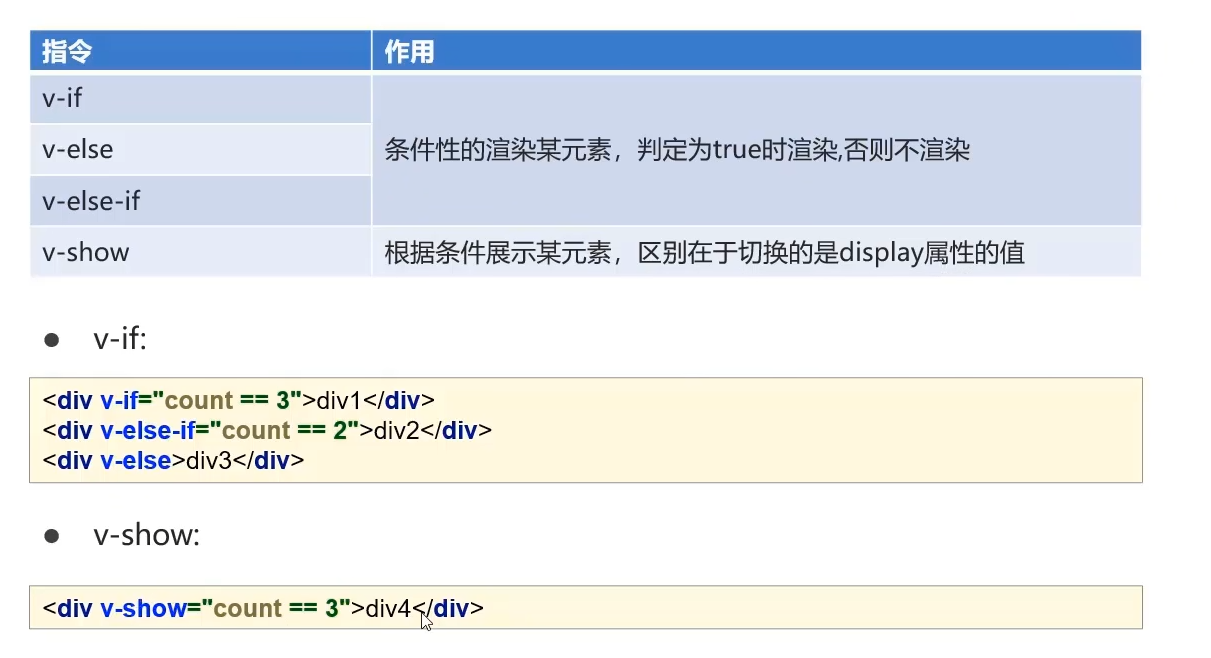 指令 作用
v-if
v-else 条件性的渲染某元素，判定为true时渲染,否则不渲染
v-else-if
v-show 根据条件展示某元素，区别在于切换的是display属性的值
● v-if:
<div v-if="count == 3">div1</div>
<div v-else-if="count == 2">div2</div>
<div v-else>div3</div>
● v-show:
<div v-show="count == 3">div4</div>